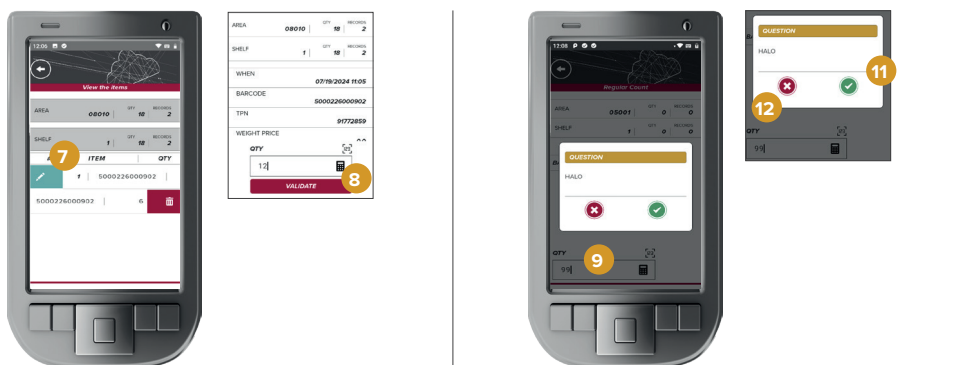 12:06
View the items
AREA 08010 QTY 18 RECORDS 2
SHELF 1 QTY 18 RECORDS 2
7
ITEM QTY
1 5000226000902
5000226000902 6
AREA 08010 QTY 18 RECORDS 2
SHELF 1 QTY 18 RECORDS 2
WHEN
07/19/2024 11:05
BARCODE
5000226000902
TPN
91772859
WEIGHT PRICE
QTY
12
8
VALIDATE
12:08
Regular Count
AREA 05001 QTY 0 RECORDS 0
SHELF 1 QTY 0 RECORDS 0
QUESTION
HALO
QTY
99
9
QUESTION
HALO
11
12
QTY
99